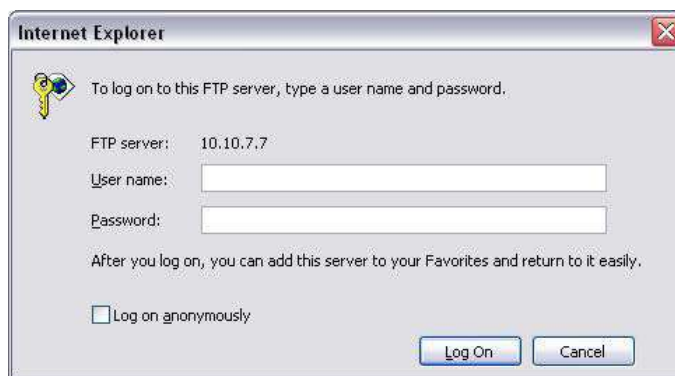 Internet Explorer
To log on to this FTP server, type a user name and password.
FTP server: 10.10.7.7
User name:
Password:
After you log on, you can add this server to your Favorites and return to it easily.
Log on anonymously
Log On Cancel